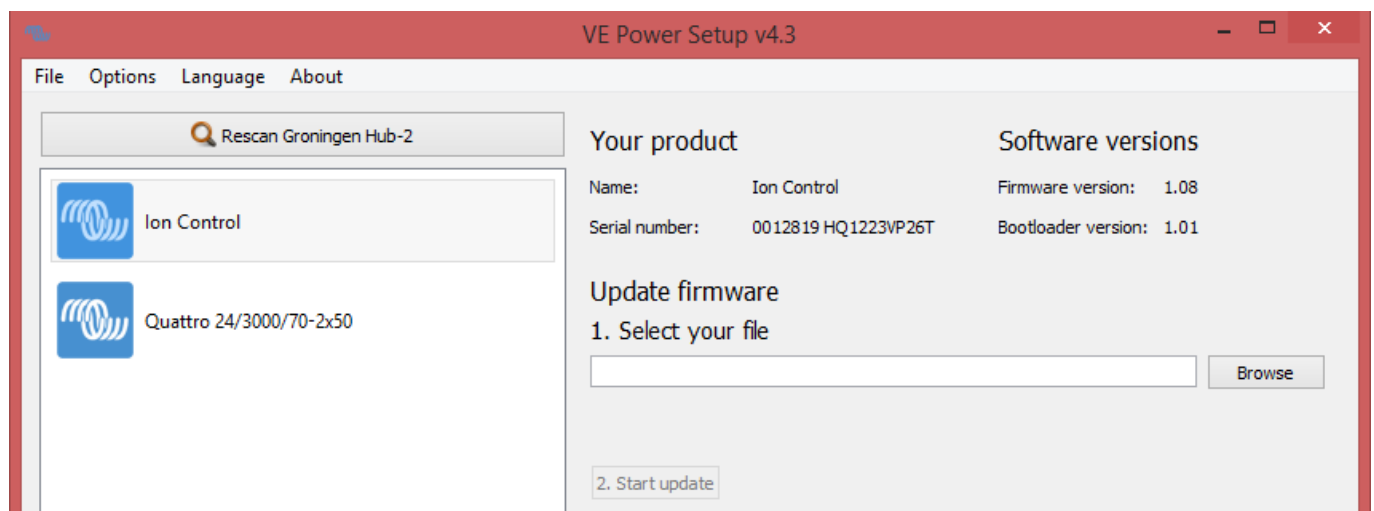 VE Power Setup v4.3
File Options Language About
Rescan Groningen Hub-2
Ion Control
Quattro 24/3000/70-2x50
Your product
Name: Ion Control
Serial number: 0012819 HQ1223VP26T
Software versions
Firmware version: 1.08
Bootloader version: 1.01
Update firmware
1. Select your file
Browse
2. Start update